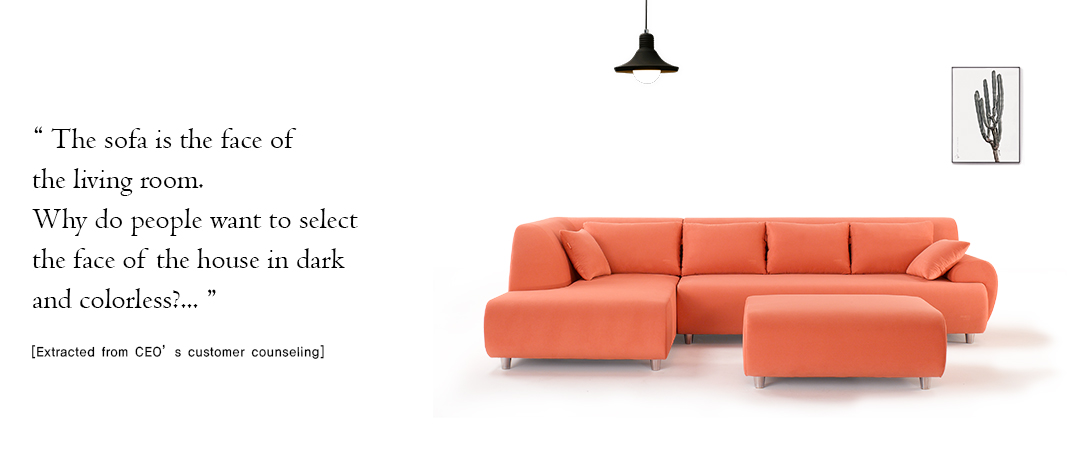 “ The sofa is the face of
the living room.
Why do people want to select
the face of the house in dark
and colorless?... ”
[Extracted from CEO’ s customer counseling]